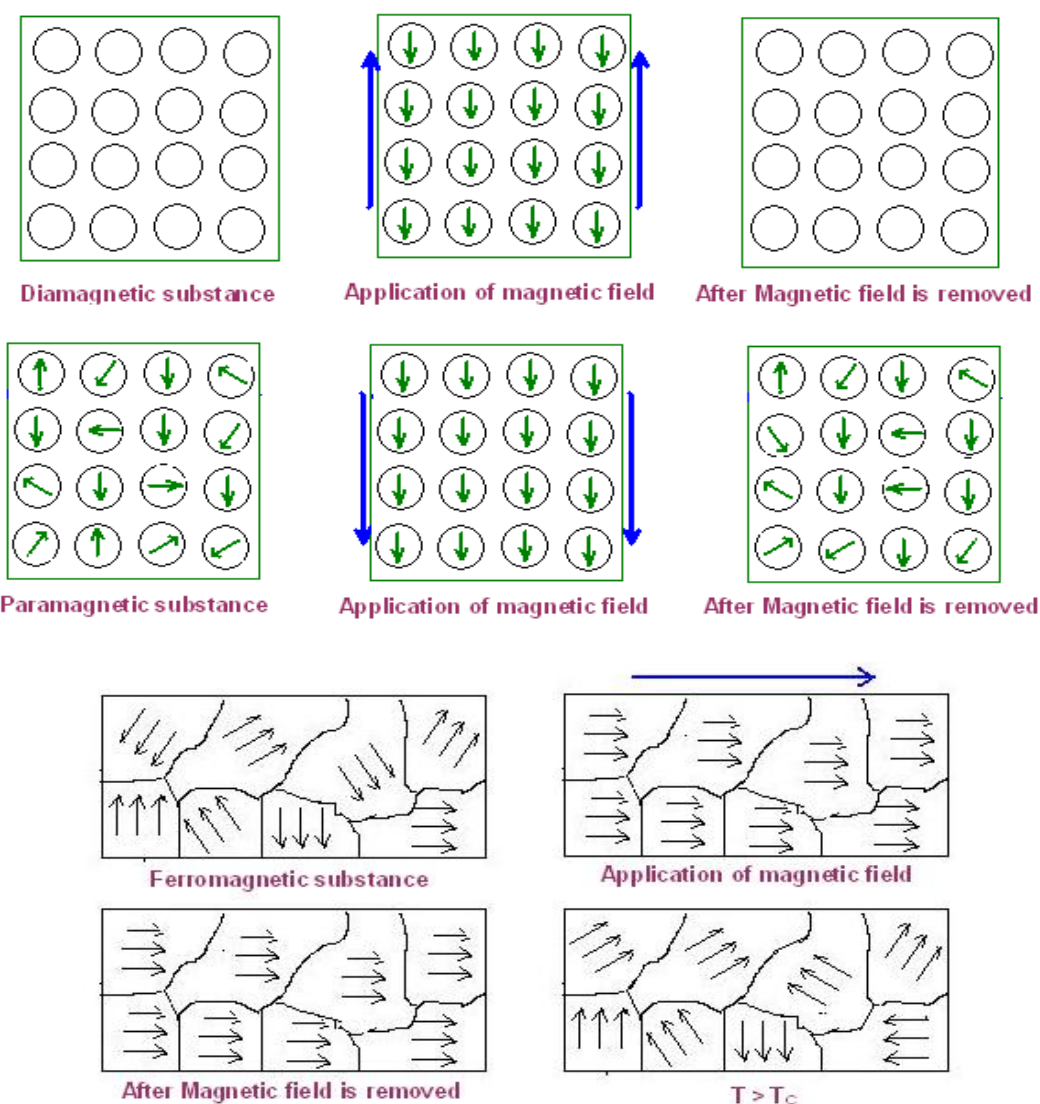 Diamagnetic substance
Application of magnetic field
After Magnetic field is removed
Paramagnetic substance
Application of magnetic field
After Magnetic field is removed
Ferromagnetic substance
Application of magnetic field
After Magnetic field is removed
T > Tc